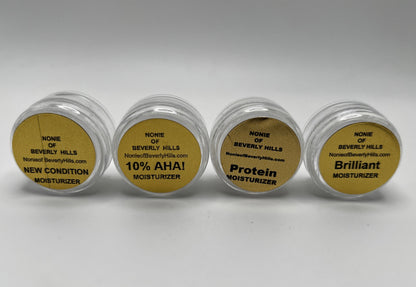 NONIE
OF
BEVERLY HILLS
NonieofBeverlyHills.com
NEW CONDITION
MOISTURIZER
NONIE
OF
BEVERLY HILLS
NonieofBeverlyHills.com
10% AHA!
MOISTURIZER
NONIE
OF
BEVERLY HILLS
NonieofBeverlyHills.com
Protein
MOISTURIZER
NONIE
OF
BEVERLY HILLS
NonieofBeverlyHills.com
Brilliant
MOISTURIZER